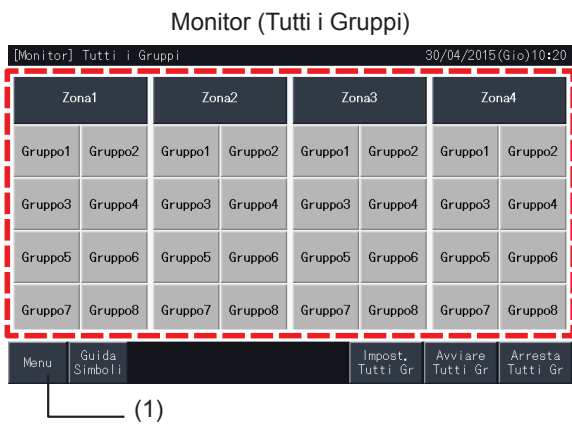 Monitor (Tutti i Gruppi)
[Monitor] Tutti i Gruppi 30/04/2015(Gio)10:20
Zona1 Zona2 Zona3 Zona4
Gruppo1 Gruppo2 Gruppo1 Gruppo2 Gruppo1 Gruppo2 Gruppo1 Gruppo2
Gruppo3 Gruppo4 Gruppo3 Gruppo4 Gruppo3 Gruppo4 Gruppo3 Gruppo4
Gruppo5 Gruppo6 Gruppo5 Gruppo6 Gruppo5 Gruppo6 Gruppo5 Gruppo6
Gruppo7 Gruppo8 Gruppo7 Gruppo8 Gruppo7 Gruppo8 Gruppo7 Gruppo8
Menu
Guida
Simboli
Impost.
Tutti Gr
Avviare
Tutti Gr
Arresta
Tutti Gr
(1)